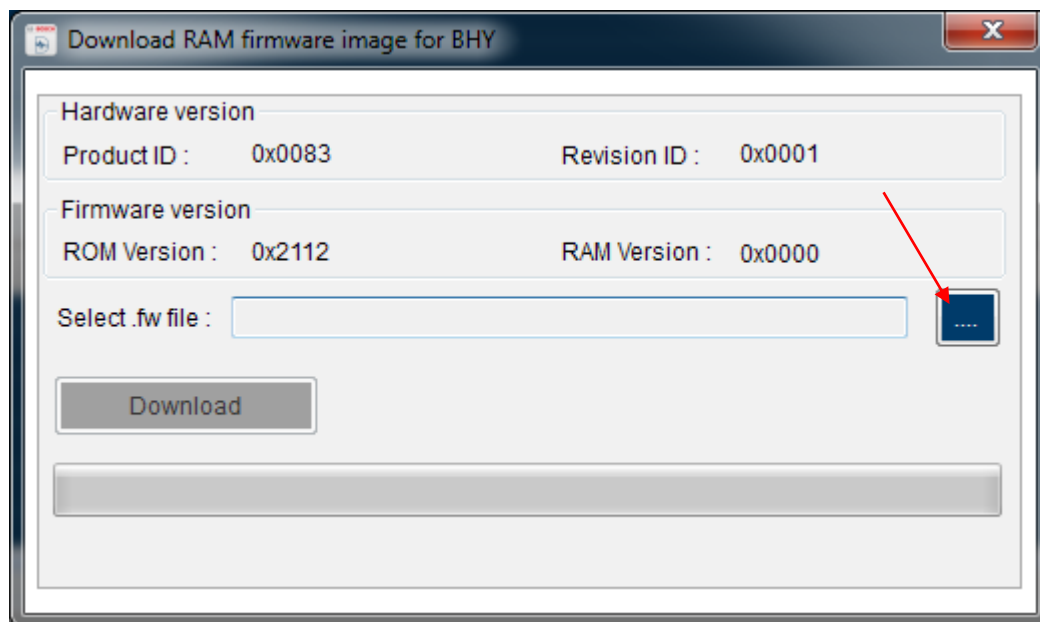 Download RAM firmware image for BHY
X
Hardware version
Product ID : 0x0083 Revision ID : 0x0001
Firmware version
ROM Version : 0x2112 RAM Version : 0x0000
Select .fw file : ....
Download